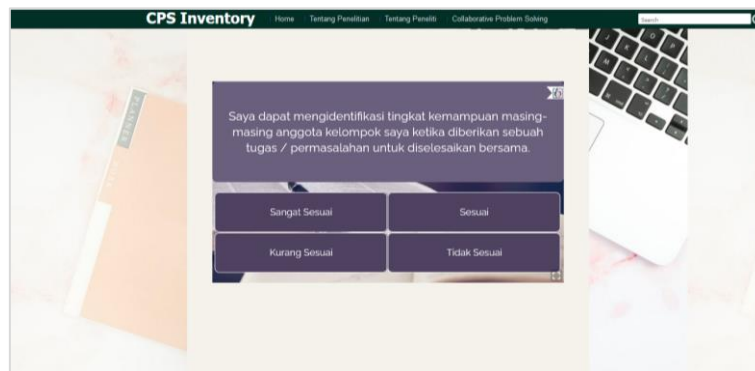 CPS Inventory
Home Tentang Penelitian Tentang Peneliti Collaborative Problem Solving
Search
PLANNER
Saya dapat mengidentifikasi tingkat kemampuan masing-
masing anggota kelompok saya ketika diberikan sebuah
tugas / permasalahan untuk diselesaikan bersama.
Sangat Sesuai
Sesuai
Kurang Sesuai
Tidak Sesuai